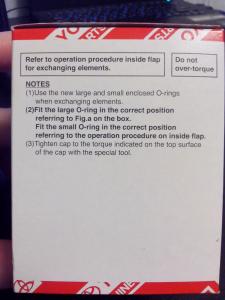 Refer to operation procedure inside flap
for exchanging elements.
Do not
over-torque
NOTES
(1)Use the new large and small enclosed O-rings
when exchanging elements.
(2)Fit the large O-ring in the correct position
referring to Fig.a on the box.
Fit the small O-ring in the correct position
referring to the operation procedure on inside flap.
(3)Tighten cap to the torque indicated on the top surface
of the cap with the special tool.